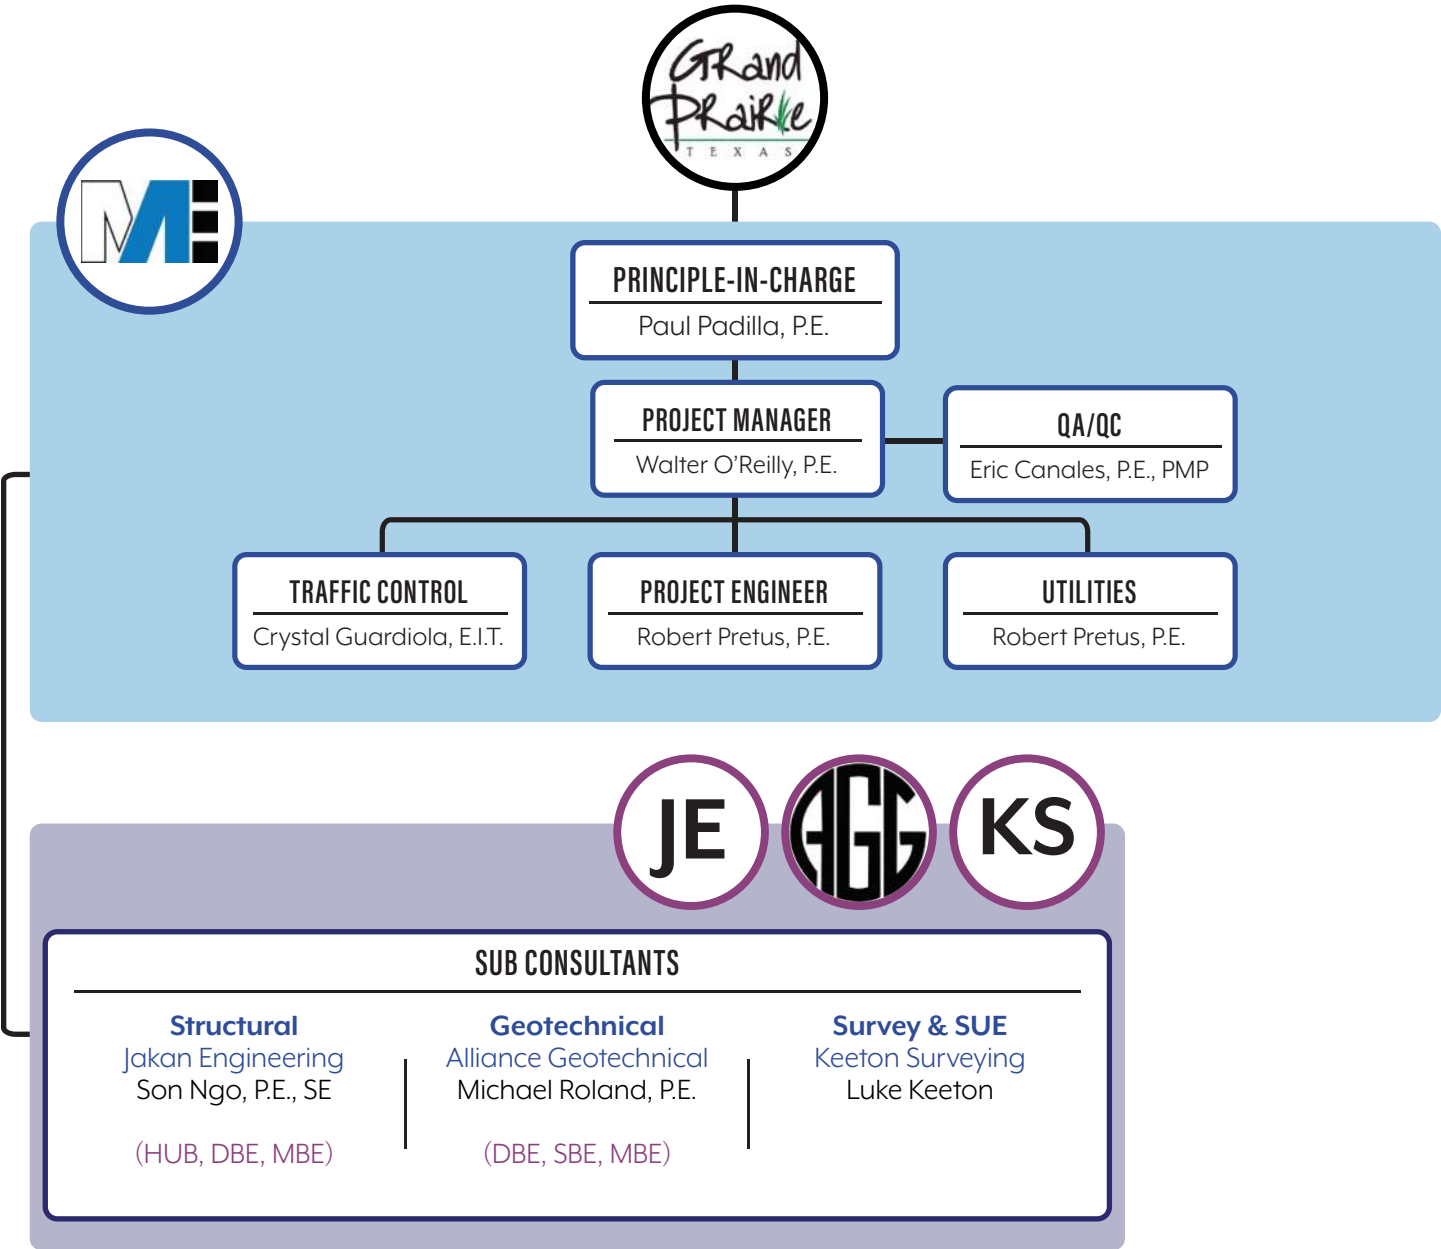 Grand
Prairie
TEXAS
ME
PRINCIPLE-IN-CHARGE
Paul Padilla, P.E.
PROJECT MANAGER
Walter O'Reilly, P.E.
QA/QC
Eric Canales, P.E., PMP
TRAFFIC CONTROL
Crystal Guardiola, E.I.T.
PROJECT ENGINEER
Robert Pretus, P.E.
UTILITIES
Robert Pretus, P.E.
JE
AGG
KS
SUB CONSULTANTS
Structural
Jakan Engineering
Son Ngo, P.E., SE
(HUB, DBE, MBE)
Geotechnical
Alliance Geotechnical
Michael Roland, P.E.
(DBE, SBE, MBE)
Survey & SUE
Keeton Surveying
Luke Keeton